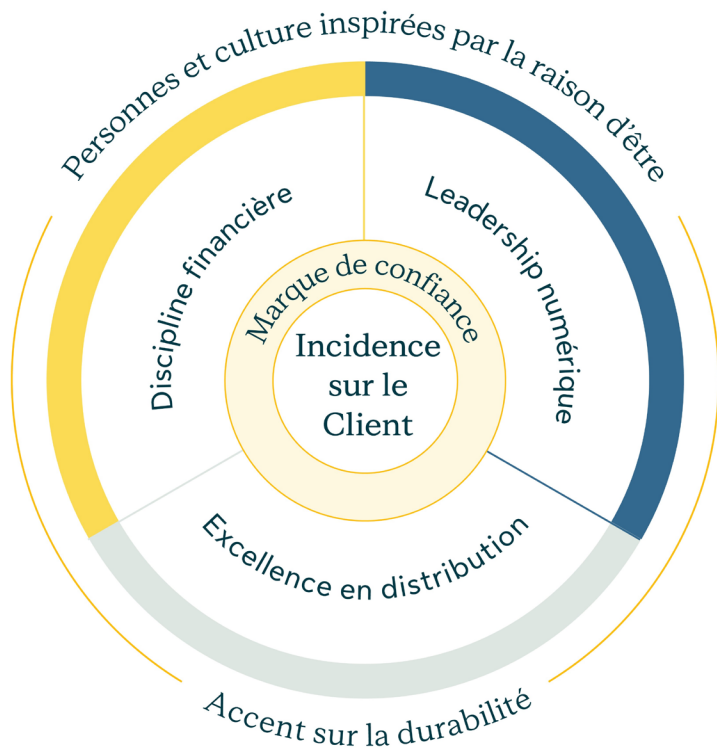 Personnes et culture inspirées par la raison d'être
Discipline financière
Leadership numérique
Marque de confiance
Incidence
sur le
Client
Excellence en distribution
Accent sur la durabilité